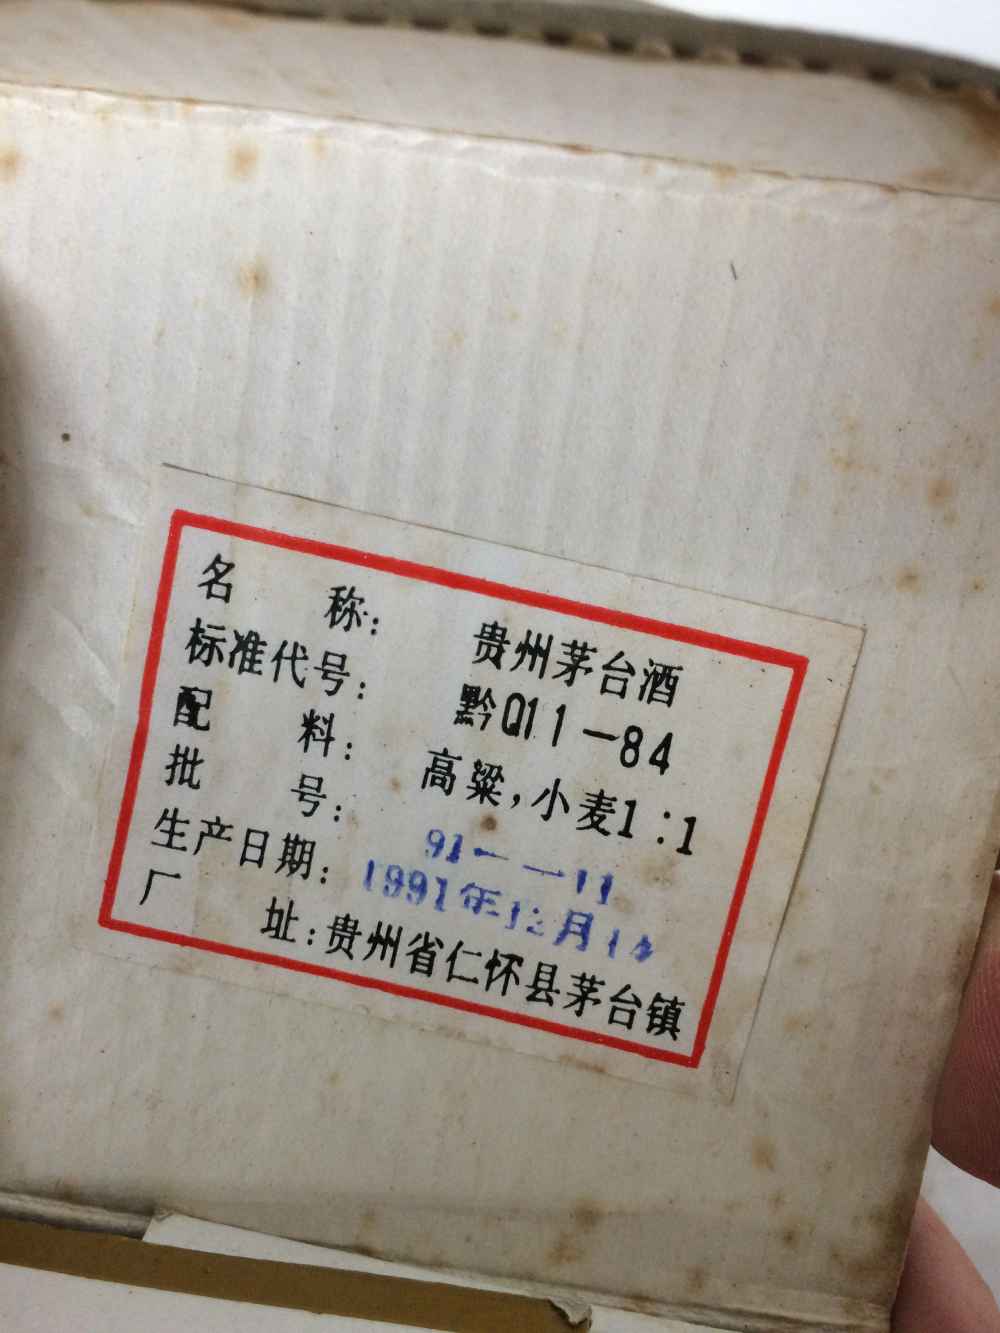 名 称: 贵州茅台酒
标准代号: 黔Q11-84
配 料: 高粱,小麦1:1
批 号: 91- -11
生产日期: 1991年12月14
厂 址: 贵州省仁怀县茅台镇